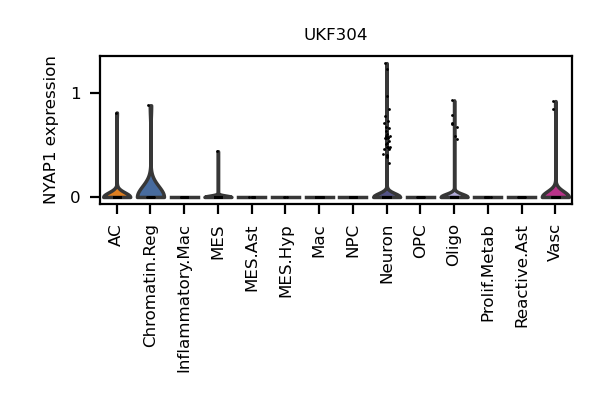 UKF304
NYAP1 expression
1
0
AC
Chromatin.Reg
Inflammatory.Mac
MES
MES.Ast
MES.Hyp
Mac
NPC
Neuron
OPC
Oligo
Prolif.Metab
Reactive.Ast
Vasc